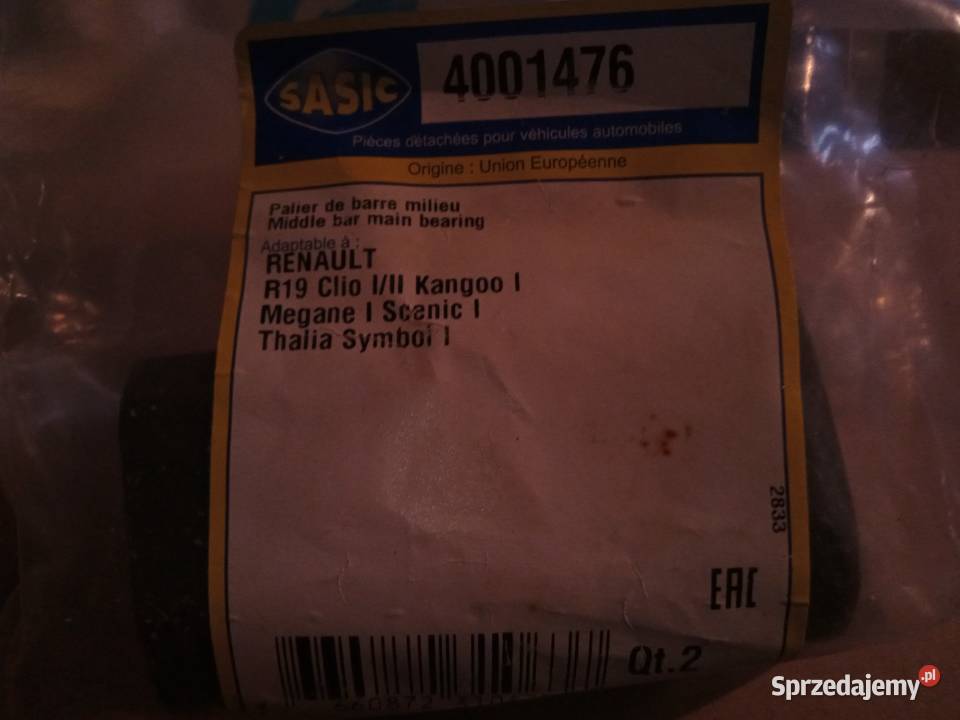 SASIC
4001476
Pièces détachées pour véhicules automobiles
Origine : Union Européenne
Palier de barre milieu
Middle bar main bearing
Adaptable à :
RENAULT
R19 Clio I/II Kangoo I
Megane I Scenic I
Thalia Symbol I
2833
EAC
Qt.2
Sprzedajemy.pl